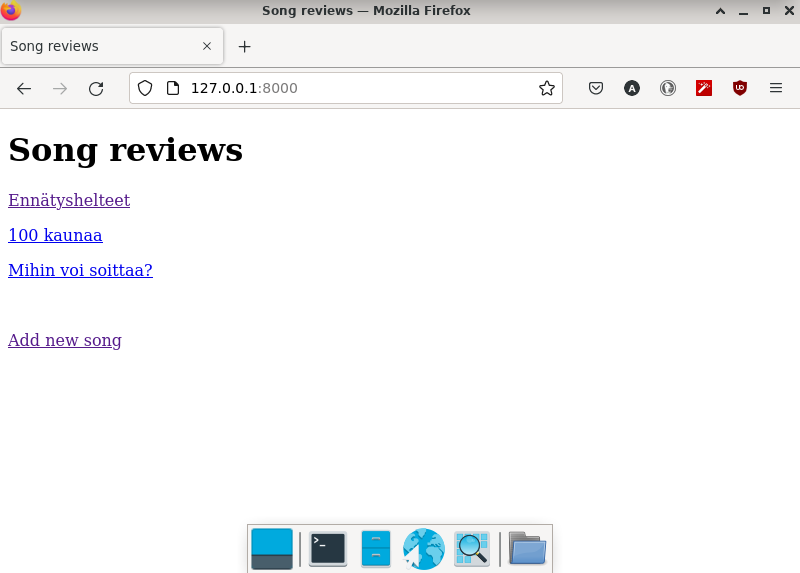 Song reviews — Mozilla Firefox
Song reviews
127.0.0.1:8000
A
UO
Song reviews
Ennätyshelteet
100 kaunaa
Mihin voi soittaa?
Add new song
>_